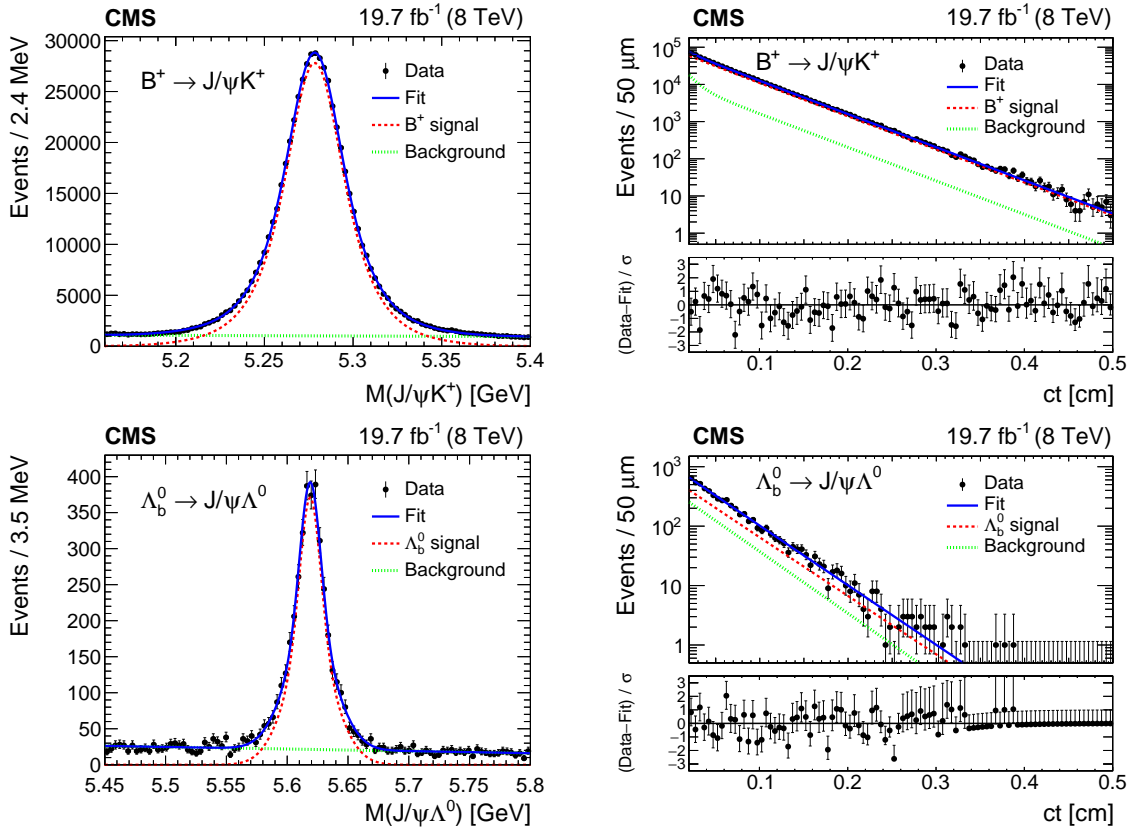 CMS 19.7 fb⁻¹ (8 TeV)
Events / 2.4 MeV
30000
25000
20000
15000
10000
5000
0
B⁺ → J/ψK⁺
Data
Fit
B⁺ signal
Background
5.2 5.25 5.3 5.35 5.4
M(J/ψK⁺) [GeV]
CMS 19.7 fb⁻¹ (8 TeV)
Events / 50 μm
10⁵
10⁴
10³
10²
10
1
B⁺ → J/ψK⁺
Data
Fit
B⁺ signal
Background
(Data−Fit) / σ
3
2
1
0
−2
−3
0.1 0.2 0.3 0.4 0.5
ct [cm]
CMS 19.7 fb⁻¹ (8 TeV)
Events / 3.5 MeV
400
350
300
250
200
150
100
50
0
Λ_b⁰ → J/ψΛ⁰
Data
Fit
Λ_b⁰ signal
Background
5.45 5.5 5.55 5.6 5.65 5.7 5.75 5.8
M(J/ψΛ⁰) [GeV]
CMS 19.7 fb⁻¹ (8 TeV)
Events / 50 μm
10³
10²
10
1
Λ_b⁰ → J/ψΛ⁰
Data
Fit
Λ_b⁰ signal
Background
(Data−Fit) / σ
3
2
1
0
−2
−3
0.1 0.2 0.3 0.4 0.5
ct [cm]